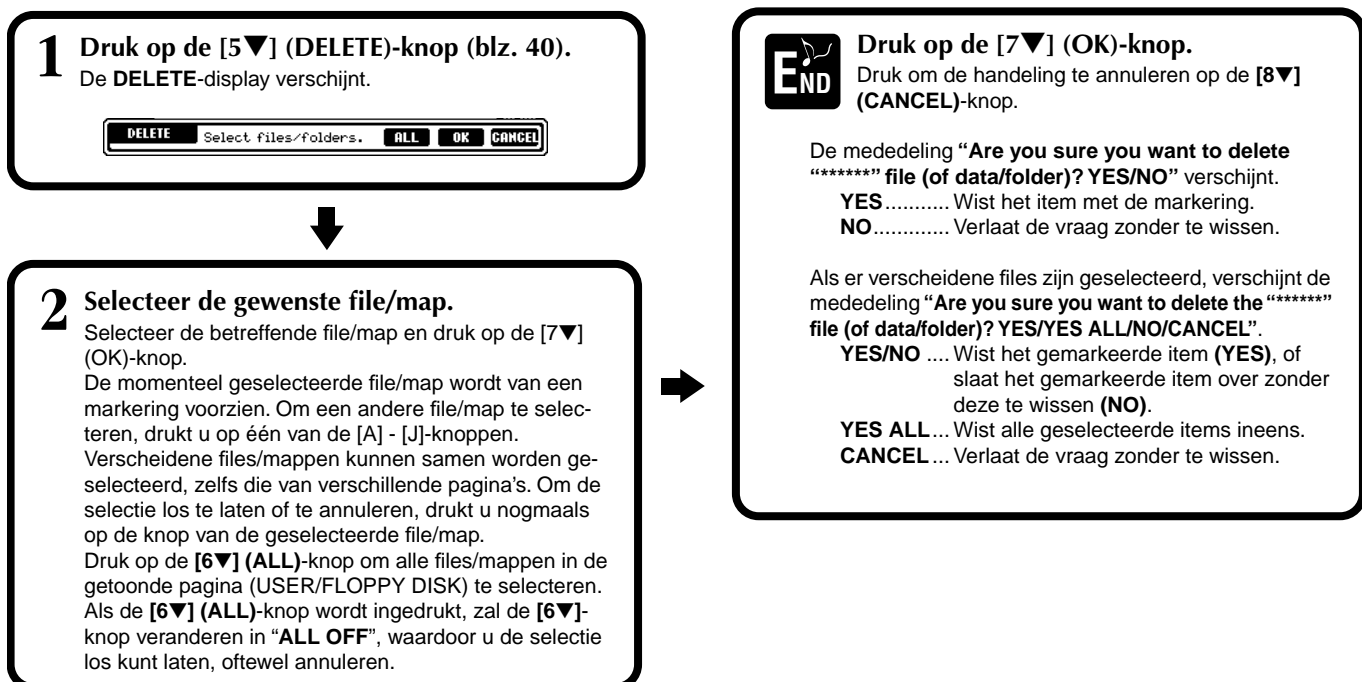 1 Druk op de [5▼] (DELETE)-knop (blz. 40).
De DELETE-display verschijnt.
DELETE Select files/folders. ALL OK CANCEL
2 Selecteer de gewenste file/map.
Selecteer de betreffende file/map en druk op de [7▼]
(OK)-knop.
De momenteel geselecteerde file/map wordt van een
markering voorzien. Om een andere file/map te selec-
teren, drukt u op één van de [A] - [J]-knoppen.
Verscheidene files/mappen kunnen samen worden ge-
selecteerd, zelfs die van verschillende pagina's. Om de
selectie los te laten of te annuleren, drukt u nogmaals
op de knop van de geselecteerde file/map.
Druk op de [6▼] (ALL)-knop om alle files/mappen in de
getoonde pagina (USER/FLOPPY DISK) te selecteren.
Als de [6▼] (ALL)-knop wordt ingedrukt, zal de [6▼]-
knop veranderen in “ALL OFF”, waardoor u de selectie
los kunt laten, oftewel annuleren.
END Druk op de [7▼] (OK)-knop.
Druk om de handeling te annuleren op de [8▼]
(CANCEL)-knop.
De mededeling “Are you sure you want to delete
“******” file (of data/folder)? YES/NO” verschijnt.
YES........... Wist het item met de markering.
NO............. Verlaat de vraag zonder te wissen.
Als er verscheidene files zijn geselecteerd, verschijnt de
mededeling “Are you sure you want to delete the “******”
file (of data/folder)? YES/YES ALL/NO/CANCEL”.
YES/NO .... Wist het gemarkeerde item (YES), of
slaat het gemarkeerde item over zonder
deze te wissen (NO).
YES ALL... Wist alle geselecteerde items ineens.
CANCEL... Verlaat de vraag zonder te wissen.